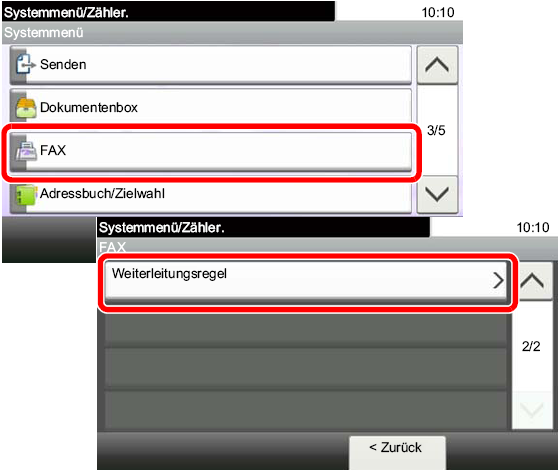 Systemmenü/Zähler.
10:10
Systemmenü
Senden
Dokumentenbox
3/5
FAX
Adressbuch/Zielwahl
Systemmenü/Zähler.
10:10
FAX
Weiterleitungsregel
2/2
< Zurück